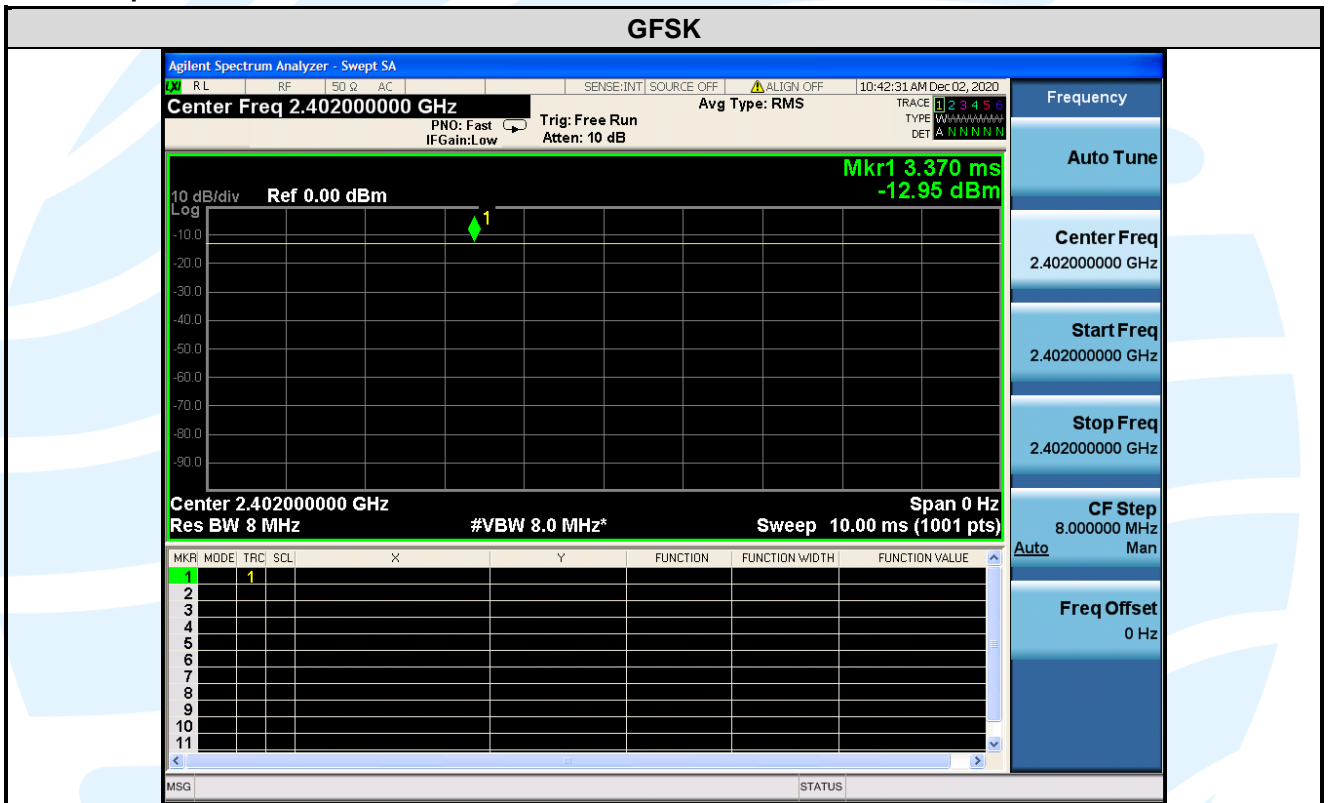 GFSK
Agilent Spectrum Analyzer - Swept SA
LXI RL RF 50 Ω AC SENSE:INT SOURCE OFF ALIGN OFF 10:42:31 AM Dec 02, 2020
Center Freq 2.402000000 GHz Avg Type: RMS TRACE 1 2 3 4 5 6
PNO: Fast Trig: Free Run TYPE
IFGain:Low Atten: 10 dB DET A N N N N N
Mkr1 3.370 ms
-12.95 dBm
10 dB/div Ref 0.00 dBm
Log
1
-10.0
-20.0
-30.0
-40.0
-50.0
-60.0
-70.0
-80.0
-90.0
Center 2.402000000 GHz Span 0 Hz
Res BW 8 MHz #VBW 8.0 MHz* Sweep 10.00 ms (1001 pts)
MKR MODE TRC SCL X Y FUNCTION FUNCTION WIDTH FUNCTION VALUE
1 1
2
3
4
5
6
7
8
9
10
11
MSG STATUS
Frequency
Auto Tune
Center Freq
2.402000000 GHz
Start Freq
2.402000000 GHz
Stop Freq
2.402000000 GHz
CF Step
8.000000 MHz
Auto Man
Freq Offset
0 Hz